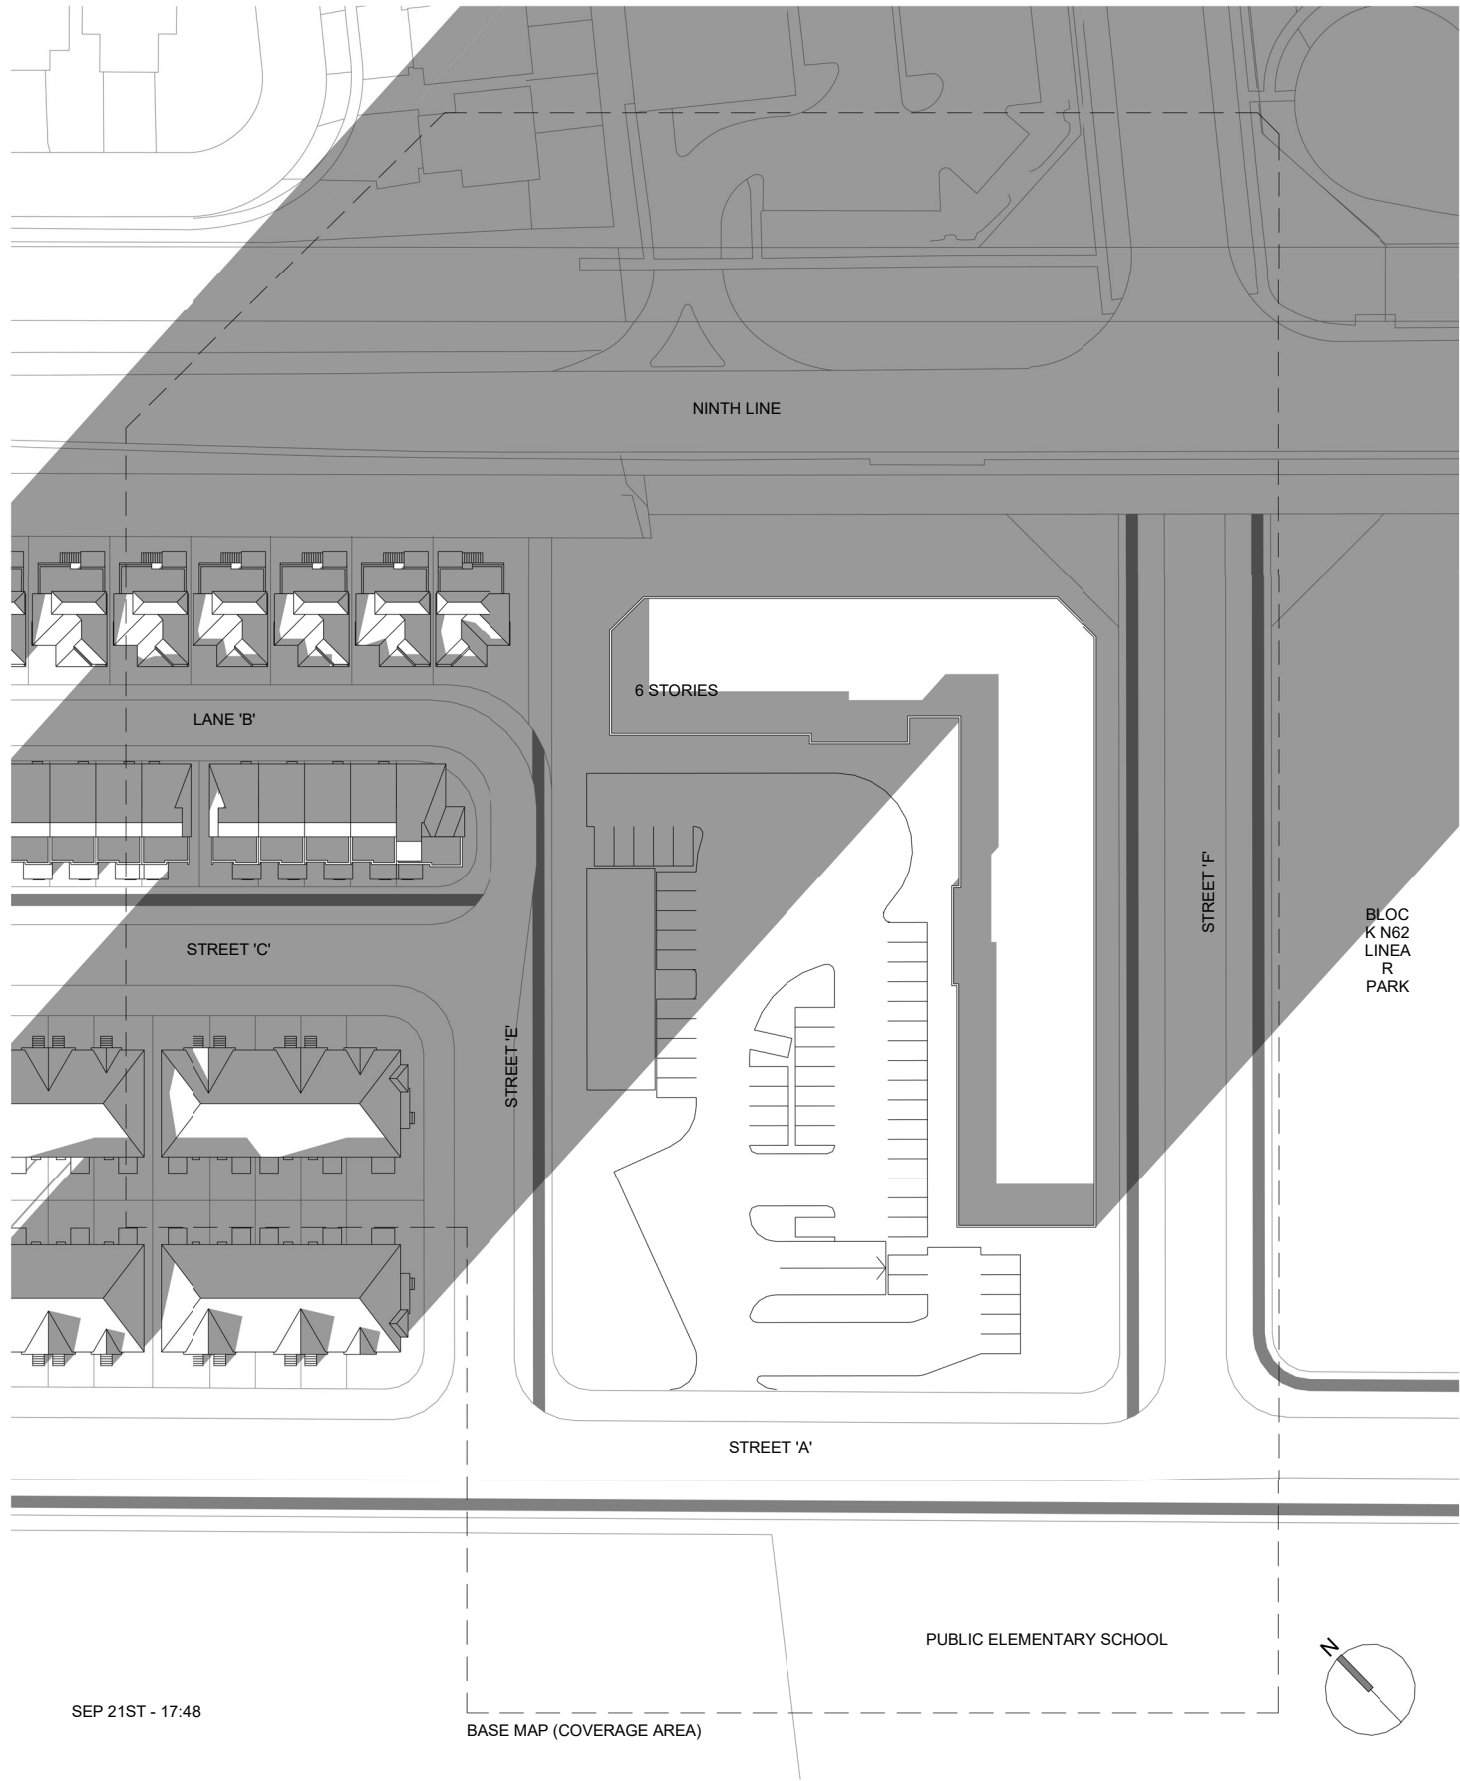 NINTH LINE
6 STORIES
LANE 'B'
STREET 'F'
BLOC
K N62
LINEA
R
PARK
STREET 'C'
STREET 'E'
STREET 'A'
PUBLIC ELEMENTARY SCHOOL
N
SEP 21ST - 17:48
BASE MAP (COVERAGE AREA)